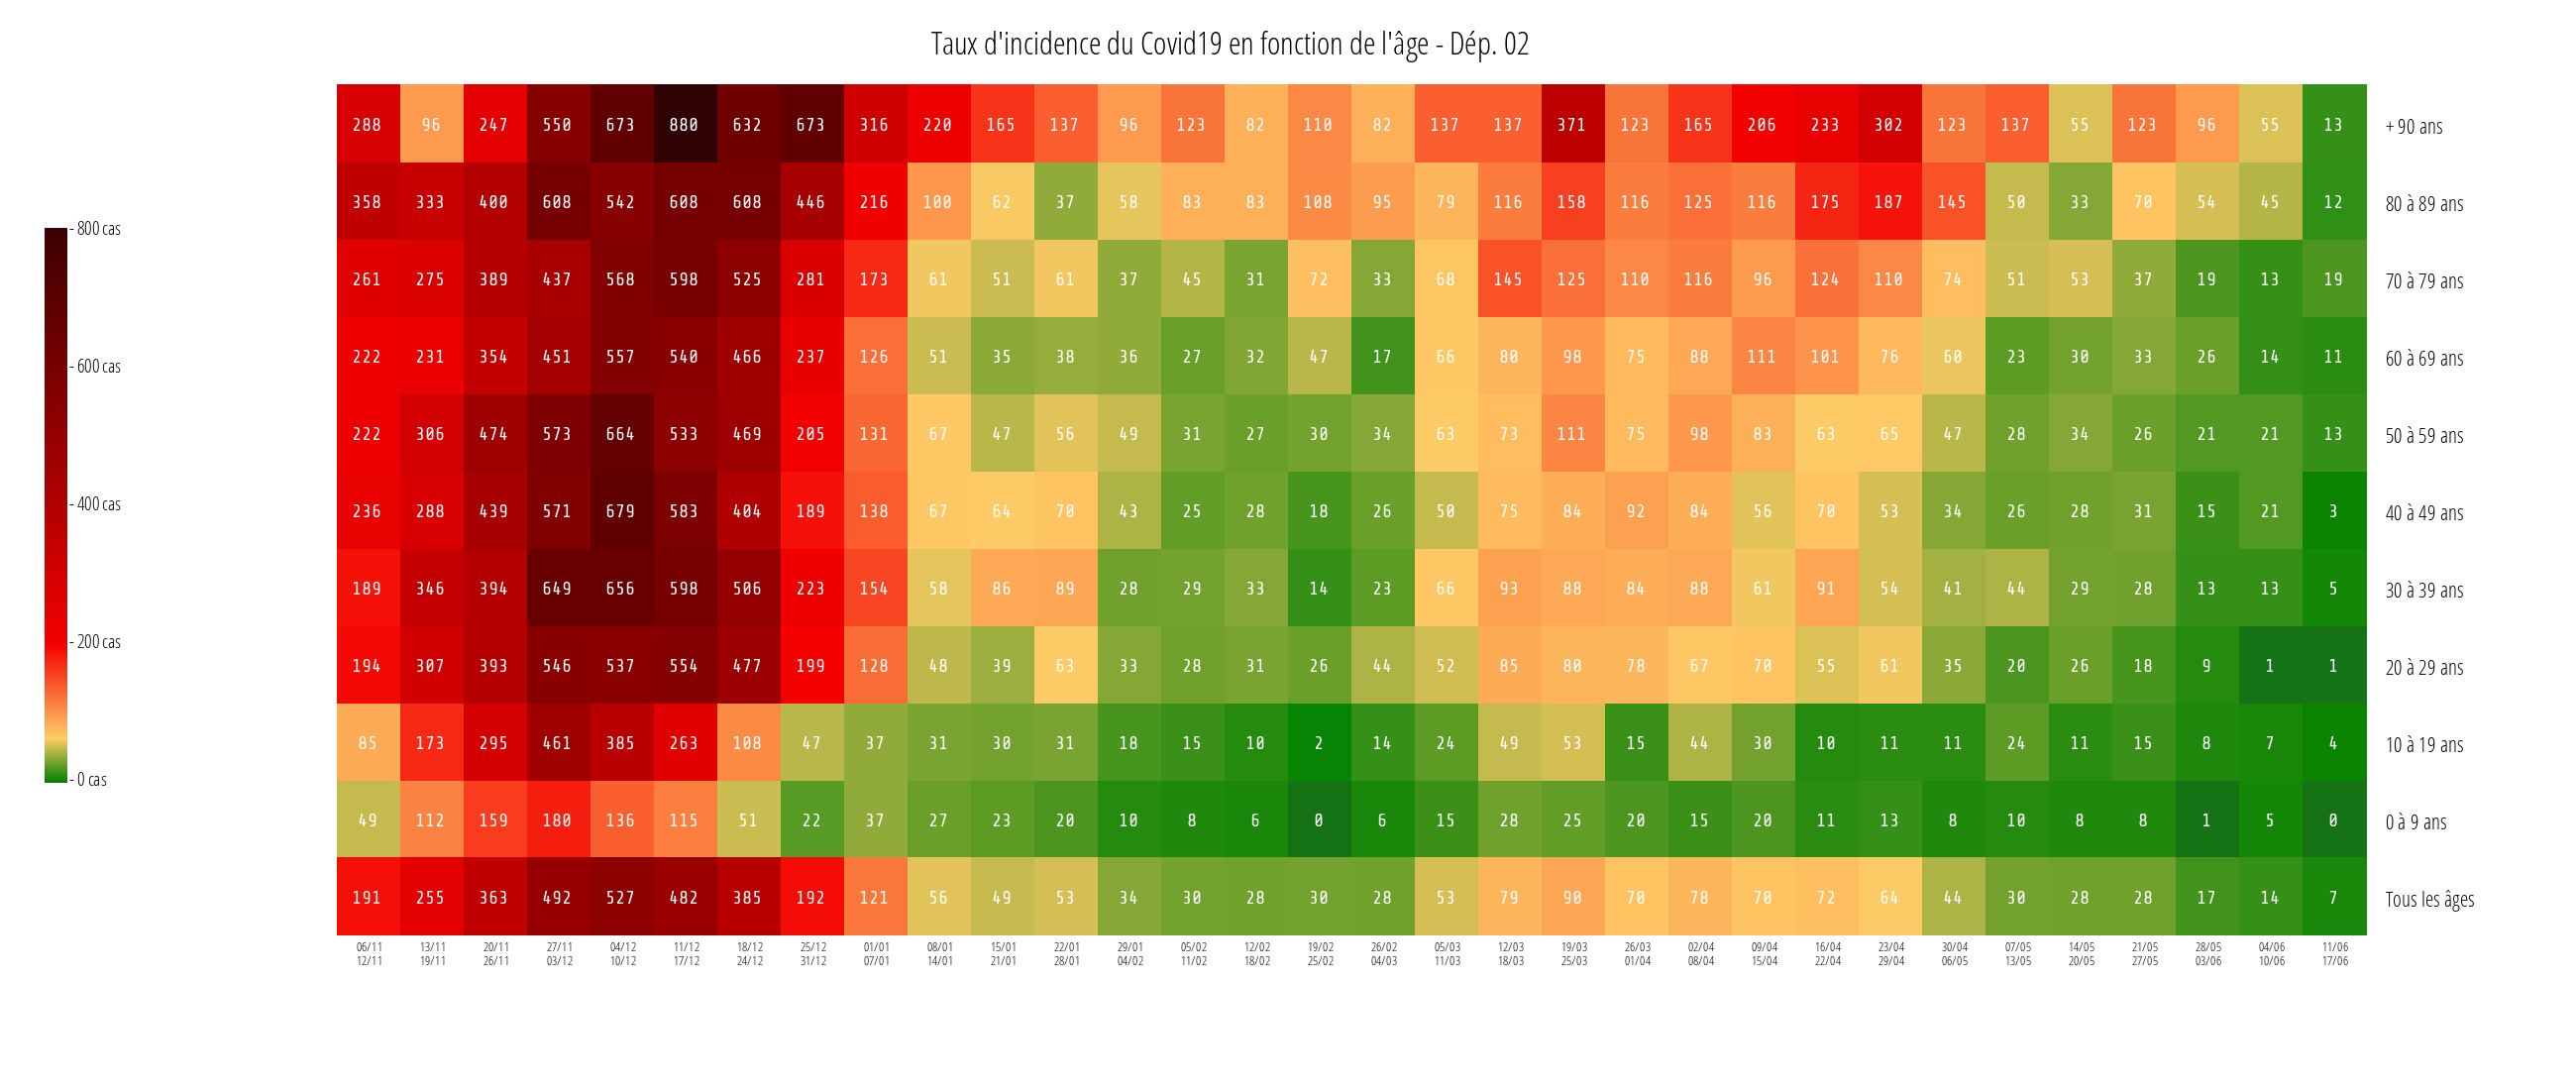 Taux d'incidence du Covid19 en fonction de l'âge - Dép. 02
- 800 cas
- 600 cas
- 400 cas
- 200 cas
- 0 cas
288 96 247 550 673 880 632 673 316 220 165 137 96 123 82 110 82 137 137 371 123 165 206 233 302 123 137 55 123 96 55 13 + 90 ans
358 333 400 608 542 608 608 446 216 100 62 37 58 83 83 108 95 79 116 158 116 125 116 175 187 145 50 33 70 54 45 12 80 à 89 ans
261 275 389 437 568 598 525 281 173 61 51 61 37 45 31 72 33 68 145 125 110 116 96 124 110 74 51 53 37 19 13 19 70 à 79 ans
222 231 354 451 557 540 466 237 126 51 35 38 36 27 32 47 17 66 80 98 75 88 111 101 76 60 23 30 33 26 14 11 60 à 69 ans
222 306 474 573 664 533 469 205 131 67 47 56 49 31 27 30 34 63 73 111 75 98 83 63 65 47 28 34 26 21 21 13 50 à 59 ans
236 288 439 571 679 583 404 189 138 67 64 70 43 25 28 18 26 50 75 84 92 84 56 70 53 34 26 28 31 15 21 3 40 à 49 ans
189 346 394 649 656 598 506 223 154 58 86 89 28 29 33 14 23 66 93 88 84 88 61 91 54 41 44 29 28 13 13 5 30 à 39 ans
194 307 393 546 537 554 477 199 128 48 39 63 33 28 31 26 44 52 85 80 78 67 70 55 61 35 20 26 18 9 1 1 20 à 29 ans
85 173 295 461 385 263 108 47 37 31 30 31 18 15 10 2 14 24 49 53 15 44 30 10 11 11 24 11 15 8 7 4 10 à 19 ans
49 112 159 180 136 115 51 22 37 27 23 20 10 8 6 0 6 15 28 25 20 15 20 11 13 8 10 8 8 1 5 0 0 à 9 ans
191 255 363 492 527 482 385 192 121 56 49 53 34 30 28 30 28 53 79 90 70 78 70 72 64 44 30 28 28 17 14 7 Tous les âges
06/11 13/11 20/11 27/11 04/12 11/12 18/12 25/12 01/01 08/01 15/01 22/01 29/01 05/02 12/02 19/02 26/02 05/03 12/03 19/03 26/03 02/04 09/04 16/04 23/04 30/04 07/05 14/05 21/05 28/05 04/06 11/06
12/11 19/11 26/11 03/12 10/12 17/12 24/12 31/12 07/01 14/01 21/01 28/01 04/02 11/02 18/02 25/02 04/03 11/03 18/03 25/03 01/04 08/04 15/04 22/04 29/04 06/05 13/05 20/05 27/05 03/06 10/06 17/06